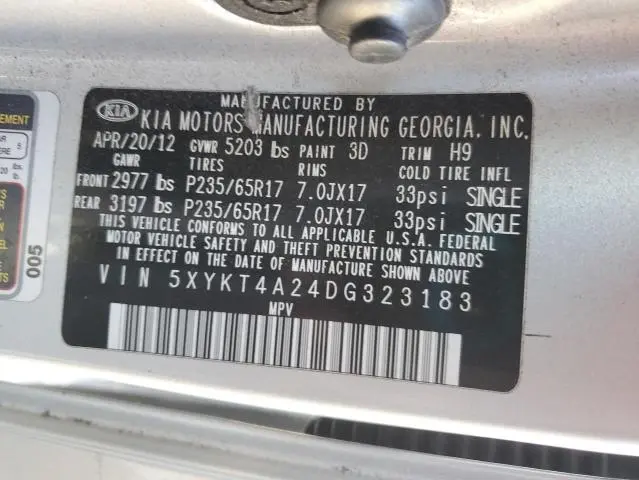 MANUFACTURED BY
KIA KIA MOTORS MANUFACTURING GEORGIA, INC.
APR/20/12 GVWR 5203 lbs PAINT 3D TRIM H9
GAWR TIRES RIMS COLD TIRE INFL
FRONT 2977 lbs P235/65R17 7.0JX17 33psi SINGLE
REAR 3197 lbs P235/65R17 7.0JX17 33psi SINGLE
THIS VEHICLE CONFORMS TO ALL APPLICABLE U.S.A. FEDERAL
MOTOR VEHICLE SAFETY AND THEFT PREVENTION STANDARDS
IN EFFECT ON THE DATE OF MANUFACTURE SHOWN ABOVE
VIN 5XYKT4A24DG323183
MPV
005